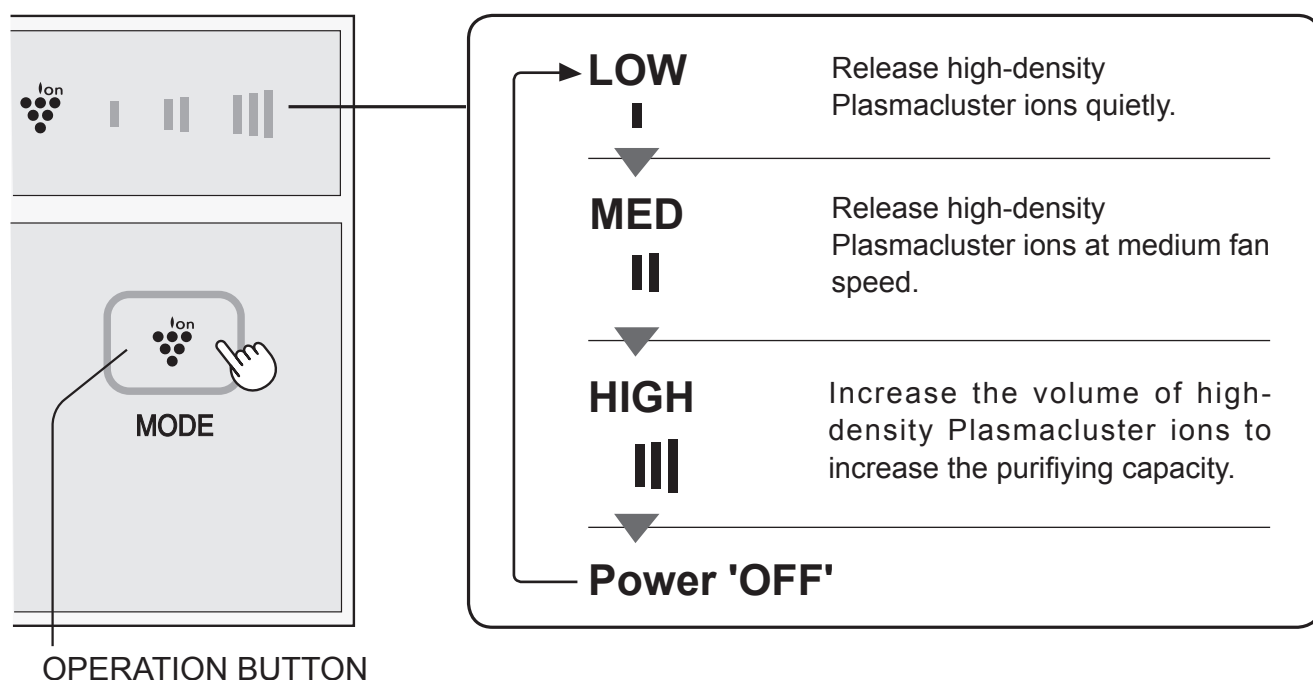 ion
ion
MODE
OPERATION BUTTON
LOW
Release high-density
Plasmacluster ions quietly.
MED
Release high-density
Plasmacluster ions at medium fan
speed.
HIGH
Increase the volume of high-
density Plasmacluster ions to
increase the purifiying capacity.
Power 'OFF'